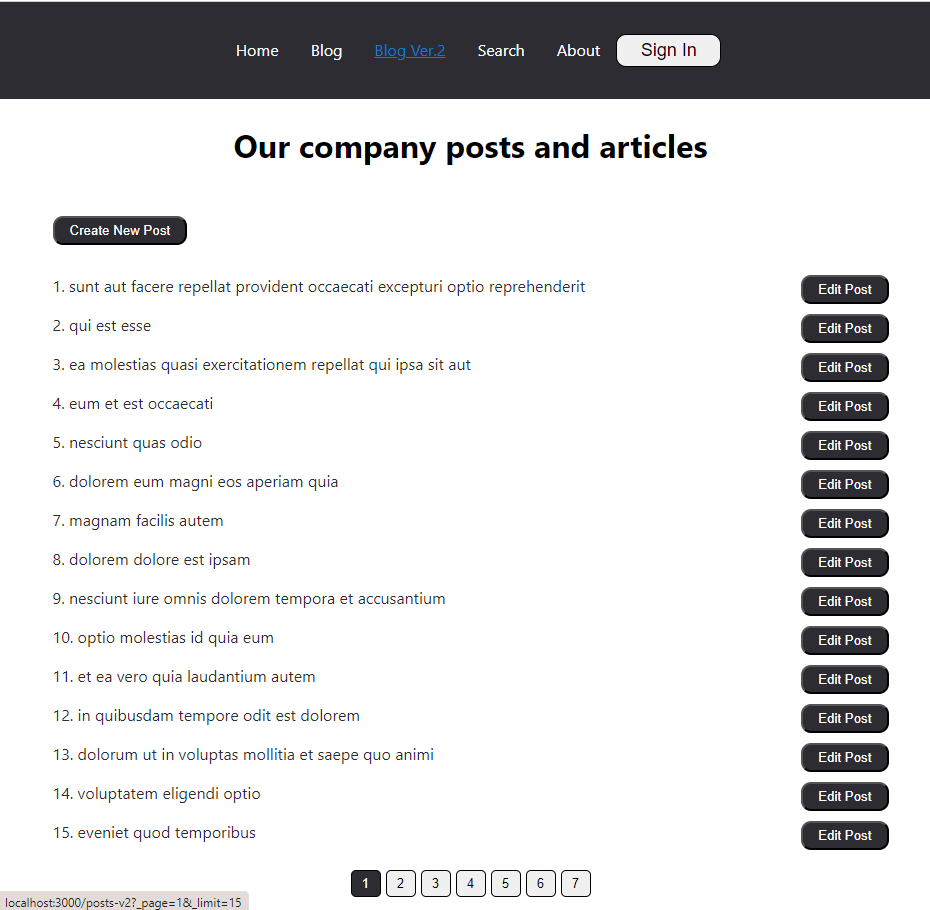 Home Blog Blog Ver.2 Search About Sign In
Our company posts and articles
Create New Post
1. sunt aut facere repellat provident occaecati excepturi optio reprehenderit Edit Post
2. qui est esse Edit Post
3. ea molestias quasi exercitationem repellat qui ipsa sit aut Edit Post
4. eum et est occaecati Edit Post
5. nesciunt quas odio Edit Post
6. dolorem eum magni eos aperiam quia Edit Post
7. magnam facilis autem Edit Post
8. dolorem dolore est ipsam Edit Post
9. nesciunt iure omnis dolorem tempora et accusantium Edit Post
10. optio molestias id quia eum Edit Post
11. et ea vero quia laudantium autem Edit Post
12. in quibusdam tempore odit est dolorem Edit Post
13. dolorum ut in voluptas mollitia et saepe quo animi Edit Post
14. voluptatem eligendi optio Edit Post
15. eveniet quod temporibus Edit Post
1 2 3 4 5 6 7
localhost:3000/posts-v2?_page=1&_limit=15